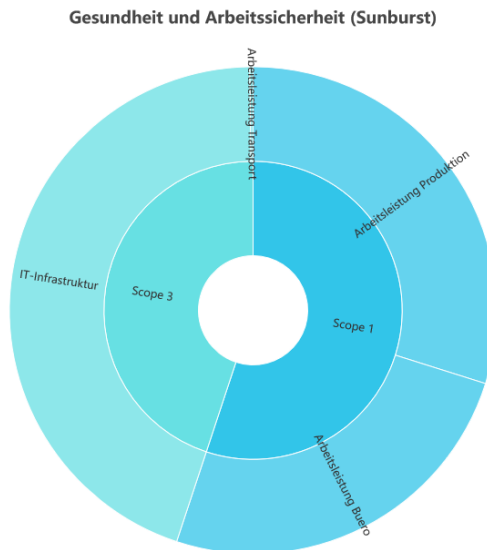 Gesundheit und Arbeitssicherheit (Sunburst)
Arbeitsleistung Transport
Arbeitsleistung Produktion
IT-Infrastruktur
Scope 3
Scope 1
Arbeitsleistung Buero